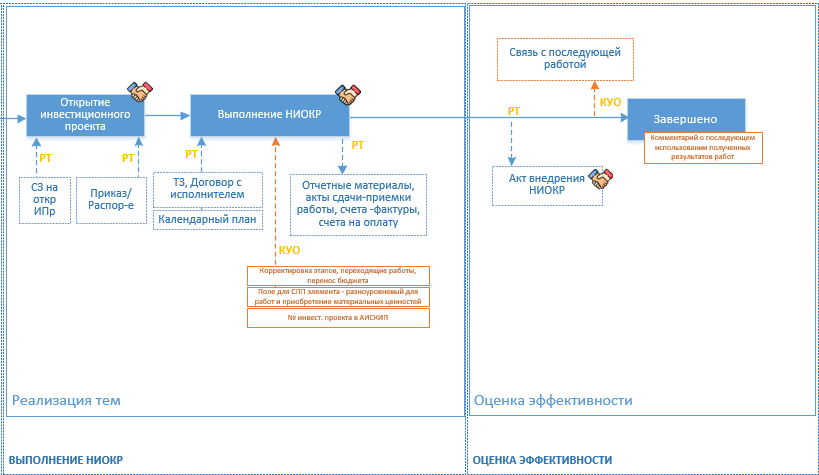 Открытие
инвестиционного
проекта
Выполнение НИОКР
РТ
РТ
РТ
РТ
СЗ на
откр
ИПр
Приказ/
Распор-е
ТЗ, Договор с
исполнителем
Календарный план
Отчетные материалы,
акты сдачи-приемки
работы, счета -фактуры,
счета на оплату
КУО
Корректировка этапов, переходящие работы,
перенос бюджета
Поле для СПП элемента - разноуровневый для
работ и приобретение материальных ценностей
№ инвест. проекта в АИСКИП
Реализация тем
ВЫПОЛНЕНИЕ НИОКР
Связь с последующей
работой
КУО
РТ
Завершено
Комментарий о последующем
использовании полученных
результатов работ
Акт внедрения
НИОКР
Оценка эффективности
ОЦЕНКА ЭФФЕКТИВНОСТИ